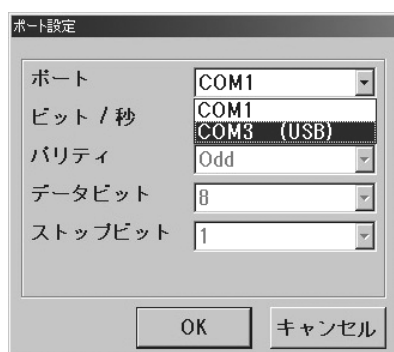 ポート設定
ポート COM1
COM1
ビット / 秒
COM3 (USB)
パリティ Odd
データビット 8
ストップビット 1
OK キャンセル